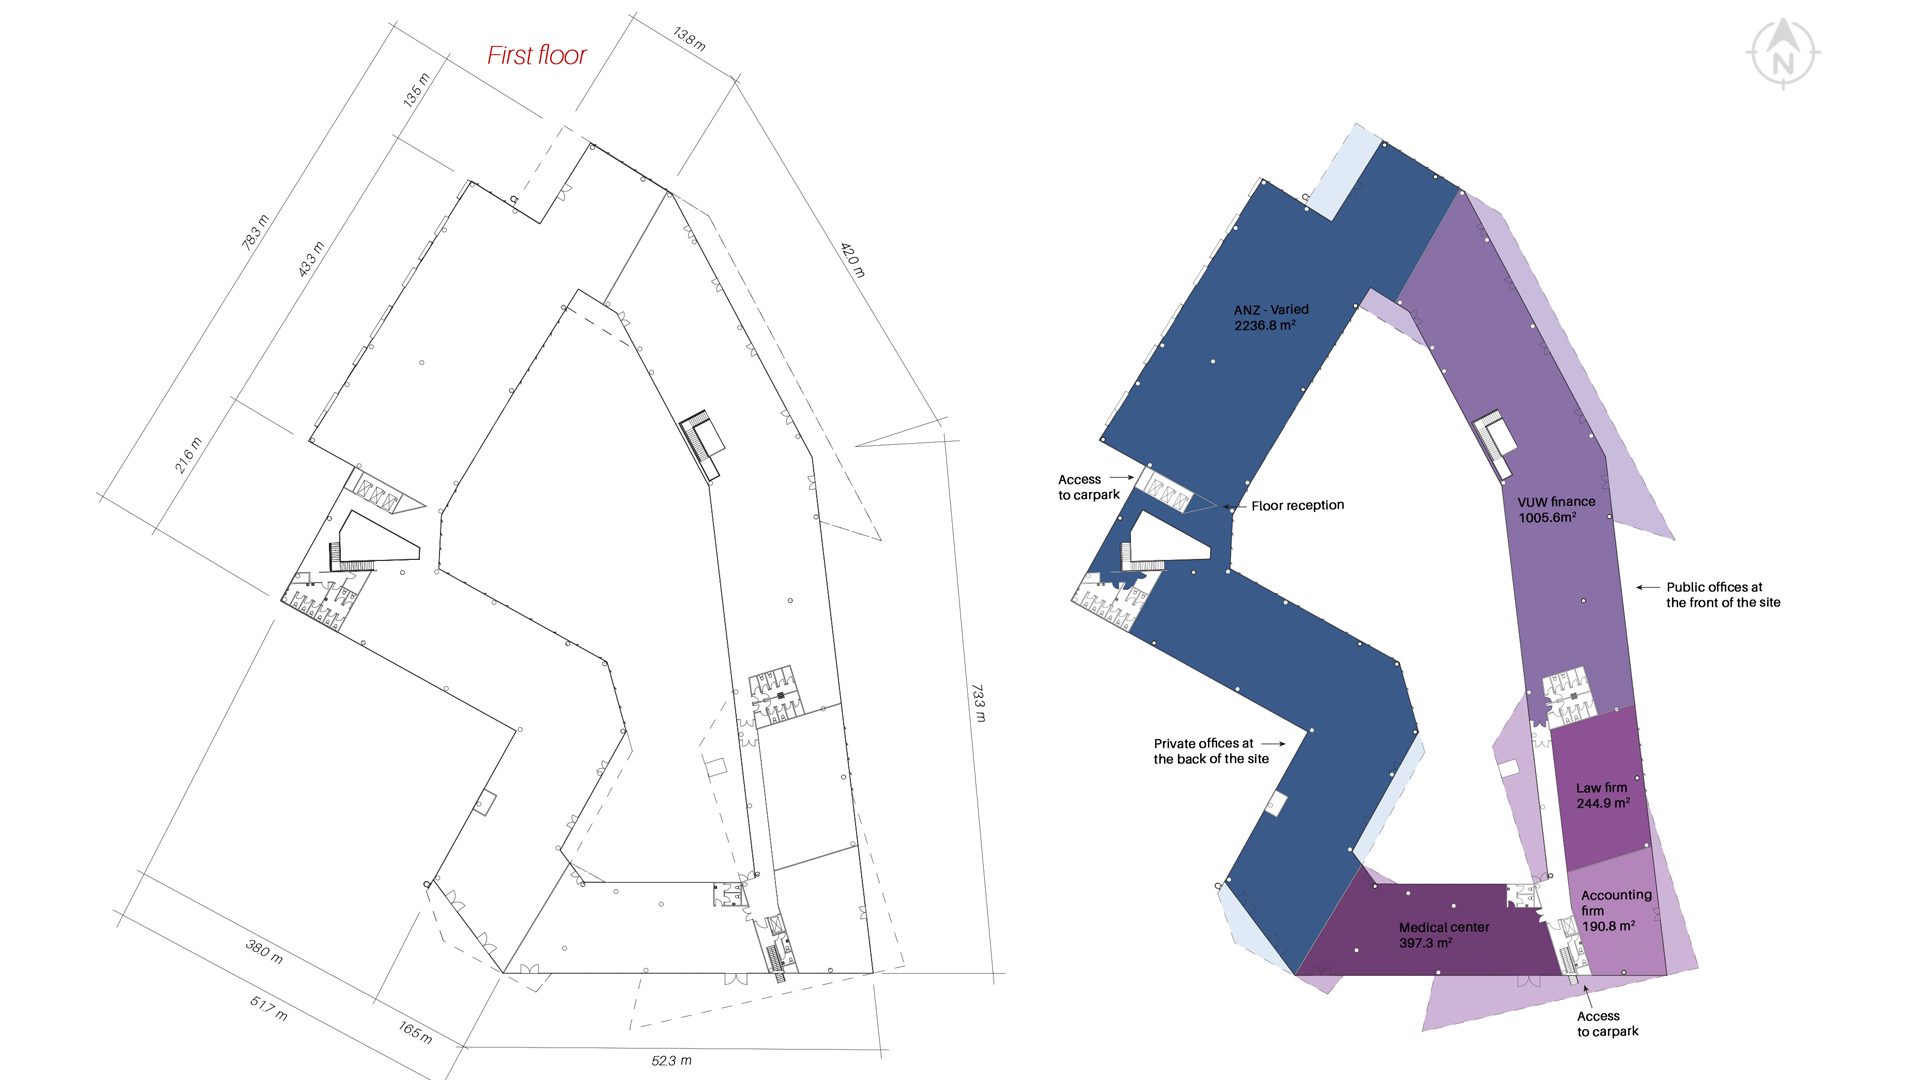 First floor
13.8 m
13.5 m
78.3 m
43.3 m
42.0 m
21.6 m
73.3 m
38.0 m
51.7 m
16.5 m
52.3 m
N
ANZ - Varied
2236.8 m²
Access
to carpark
Floor reception
VUW finance
1005.6m²
Public offices at
the front of the site
Private offices at
the back of the site
Law firm
244.9 m²
Accounting
firm
190.8 m²
Medical center
397.3 m²
Access
to carpark